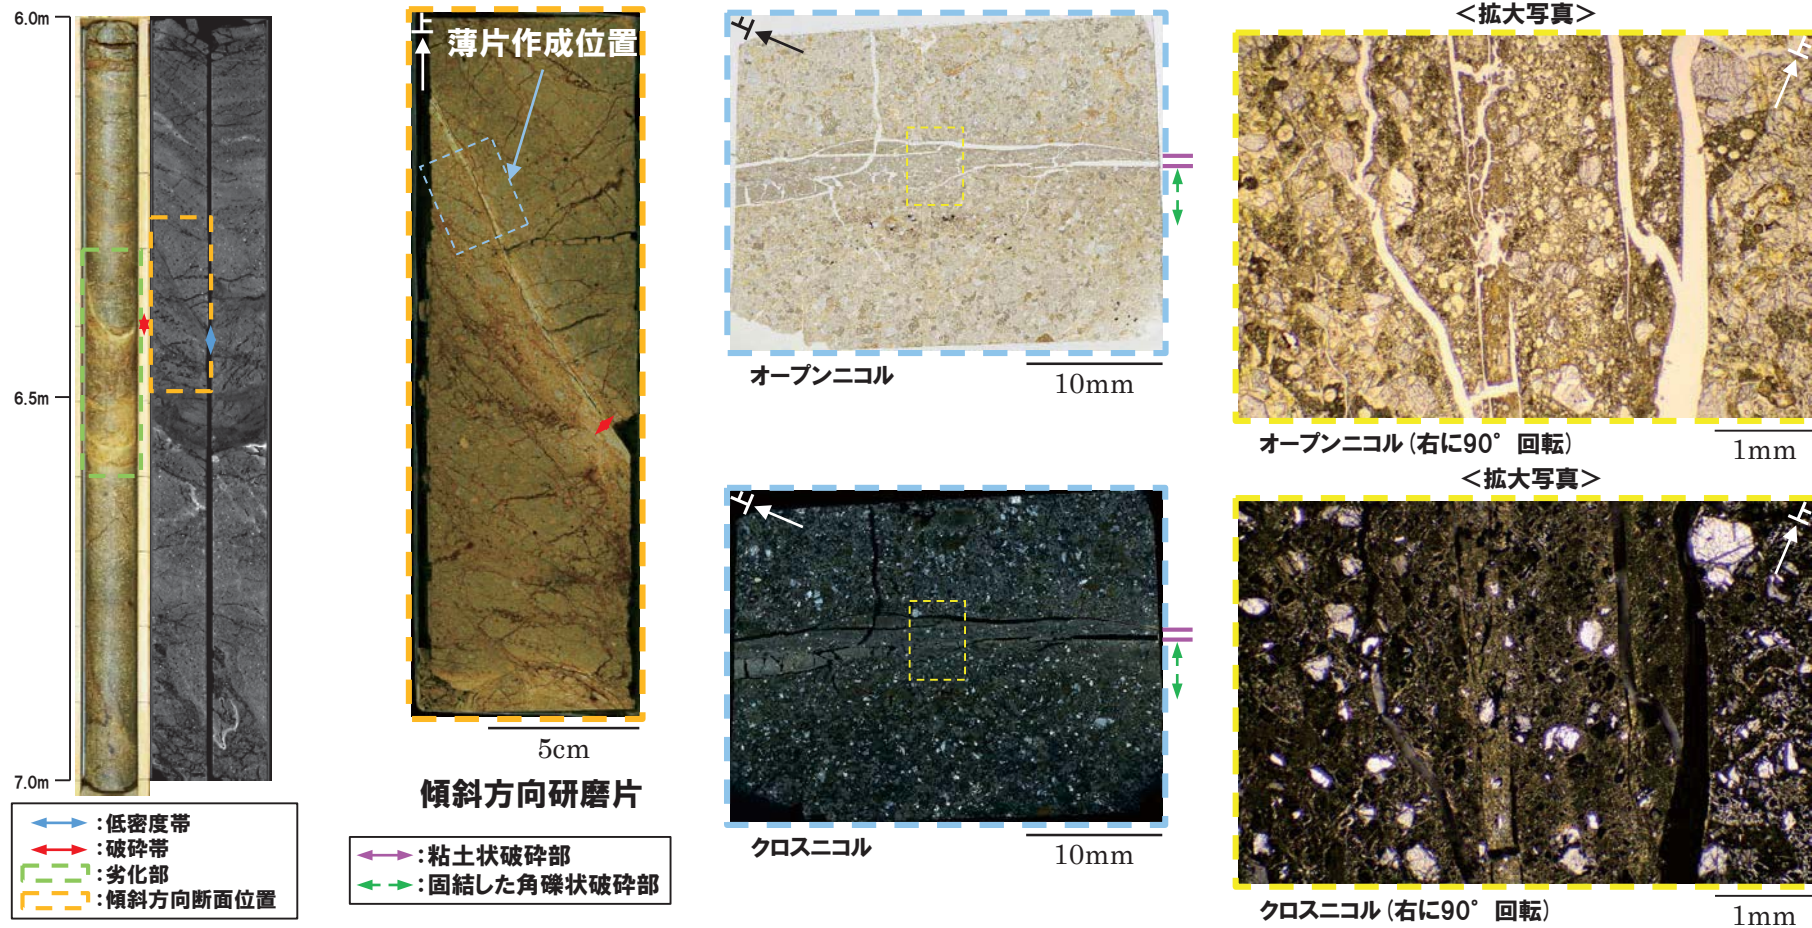 6.0m
6.5m
7.0m
:低密度帯
:破砕帯
:劣化部
:傾斜方向断面位置
上
薄片作成位置
5cm
傾斜方向研磨片
:粘土状破砕部
:固結した角礫状破砕部
上
オープンニコル
10mm
上
クロスニコル
10mm
<拡大写真>
上
オープンニコル(右に90°回転)
1mm
<拡大写真>
上
クロスニコル(右に90°回転)
1mm